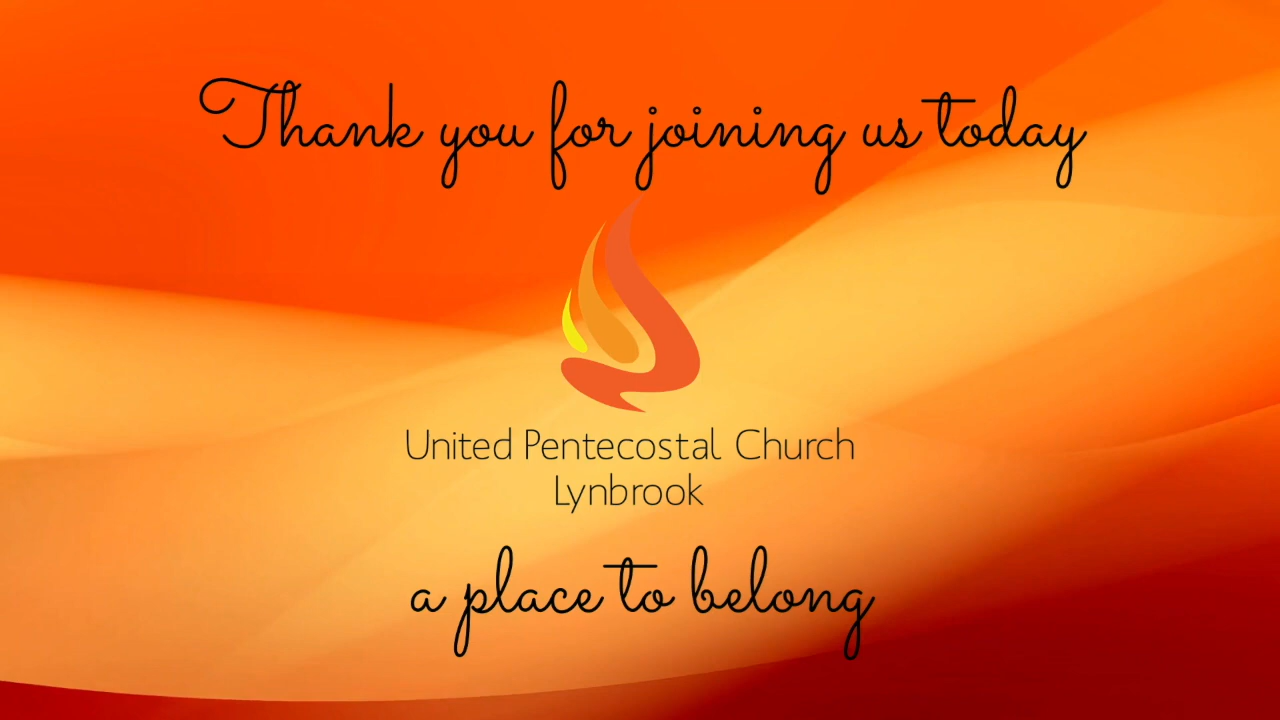 Thank you for joining us today
United Pentecostal Church
Lynbrook
a place to belong